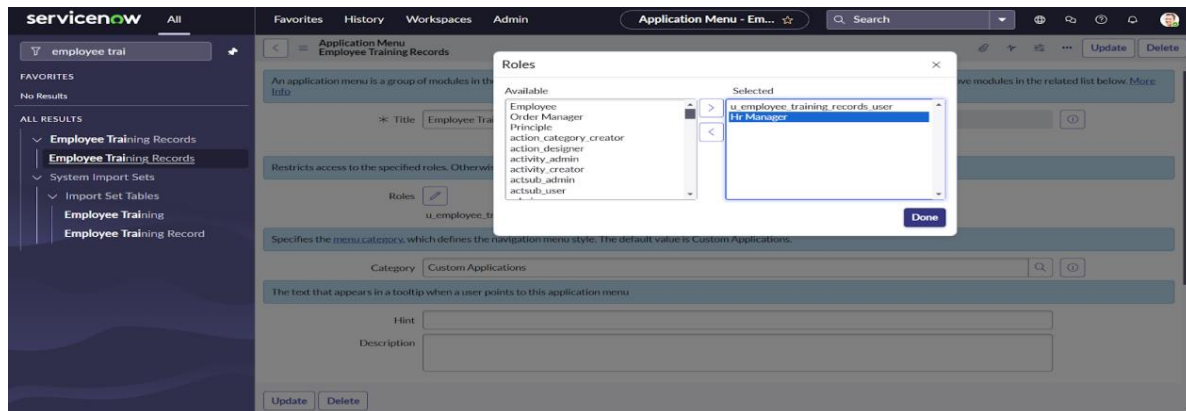 servicenow
All
Favorites History Workspaces Admin
Application Menu - Em...
Search
employee trai
FAVORITES
No Results
ALL RESULTS
Employee Training Records
Employee Training Records
System Import Sets
Import Set Tables
Employee Training
Employee Training Record
Application Menu
Employee Training Records
Update Delete
An application menu is a group of modules in th
ve modules in the related list below. More
Info
Title Employee Trai
Restricts access to the specified roles. Otherwi
Roles
u_employee_tr
Roles
Available
Employee
Order Manager
Principle
action_category_creator
action_designer
activity_admin
activity_creator
actsub_admin
actsub_user
Selected
u_employee_training_records_user
Hr Manager
Done
Specifies the menu category, which defines the navigation menu style. The default value is Custom Applications.
Category Custom Applications
The text that appears in a tooltip when a user points to this application menu
Hint
Description
Update Delete